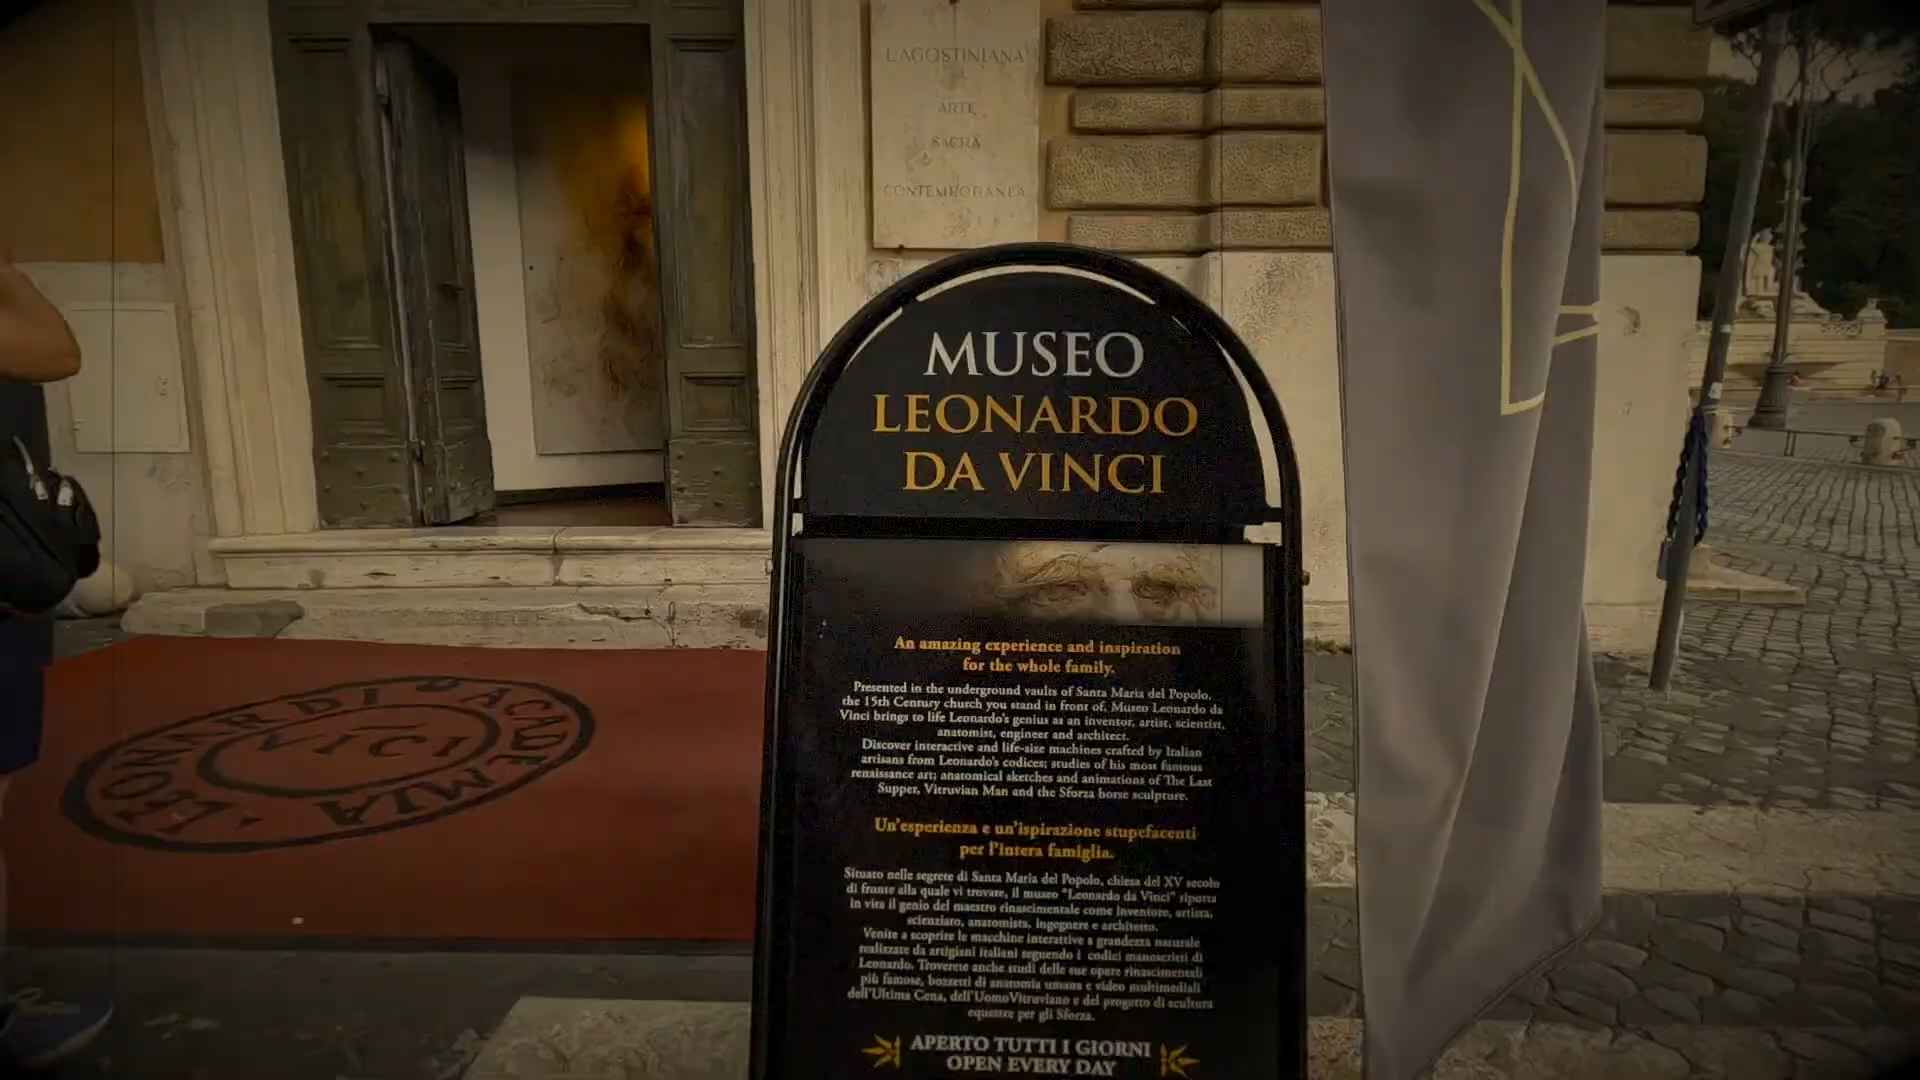 LAGOSTINIANA
ARTE
SACRA
CONTEMPORANEA
MUSEO
LEONARDO
DA VINCI
An amazing experience and inspiration
for the whole family.
Presented in the underground vaults of Santa Maria del Popolo,
the 15th Century church you stand in front of, Museo Leonardo da
Vinci brings to life Leonardo's genius as an inventor, artist, scientist,
anatomist, engineer and architect.
Discover interactive and life-size machines crafted by Italian
artisans from Leonardo's codices; studies of his most famous
renaissance art; anatomical sketches and animations of The Last
Supper, Vitruvian Man and the Sforza horse sculpture.
Un'esperienza e un'ispirazione stupefacenti
per l'intera famiglia.
Situato nelle segrete di Santa Maria del Popolo, chiesa del XV secolo
di fronte alla quale vi trovate, il museo "Leonardo da Vinci" riporta
in vita il genio del maestro rinascimentale come inventore, artista,
scienziato, anatomista, ingegnere e architetto.
Venite a scoprire le macchine interattive a grandezza naturale
realizzate da artigiani italiani seguendo i codici manoscritti di
Leonardo. Troverete anche studi delle sue opere rinascimentali
più famose, bozzetti di anatomia umana e video multimediali
dell'Ultima Cena, dell'UomoVitruviano e del progetto di scultura
equestre per gli Sforza.
APERTO TUTTI I GIORNI
OPEN EVERY DAY
LEONARDI ACADEMIA
VICI